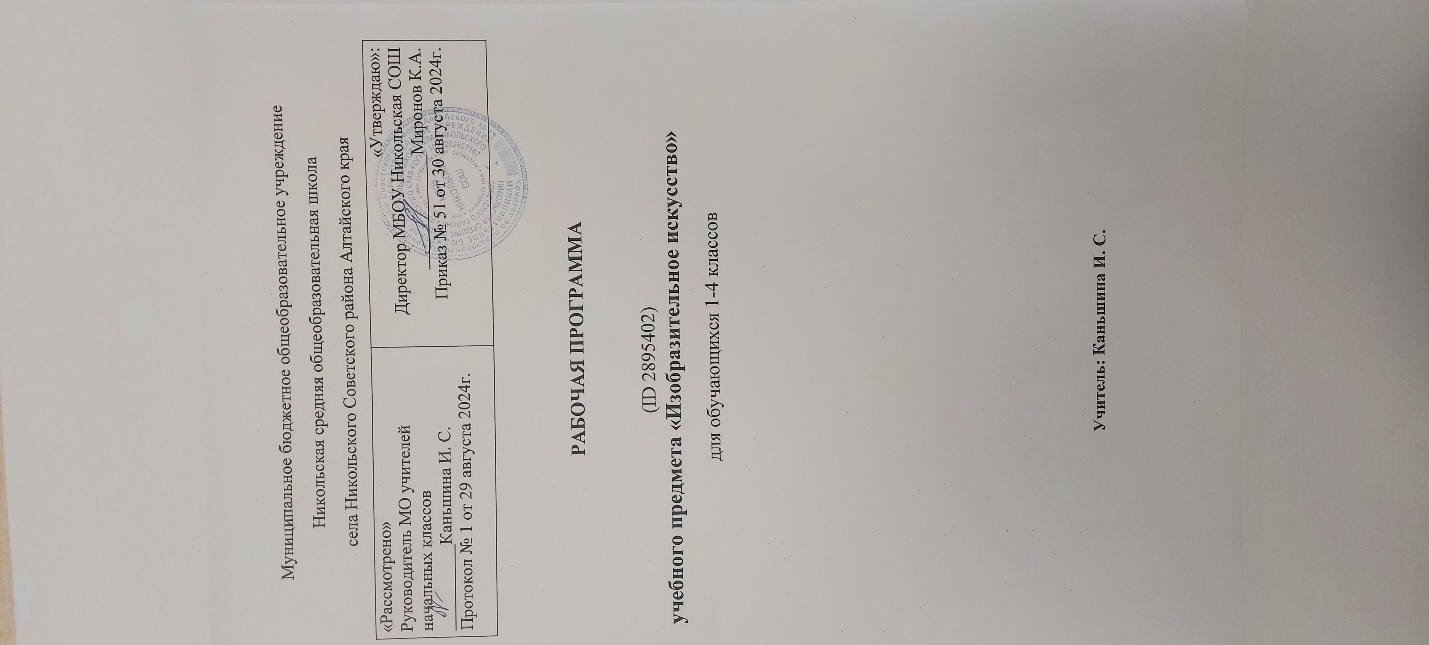 Муниципальное бюджетное общеобразовательное учреждение
Никольская средняя общеобразовательная школа
села Никольского Советского района Алтайского края
«Рассмотрено»
Руководитель МО учителей
начальных классов
Каньшина И. С.
Протокол № 1 от 29 августа 2024г.
«Утверждаю»:
Директор МБОУ Никольская СОШ
Миронов К.А.
Приказ № 51 от 30 августа 2024г.
РАБОЧАЯ ПРОГРАММА
(ID 2895402)
учебного предмета «Изобразительное искусство»
для обучающихся 1-4 классов
Учитель: Каньшина И. С.